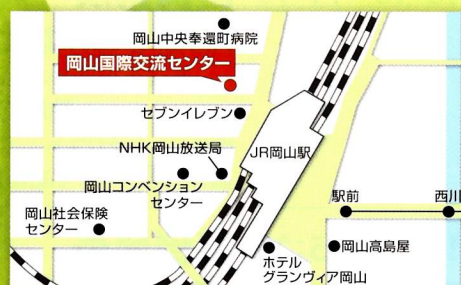 岡山中央奉還町病院
岡山国際交流センター
セブンイレブン
NHK岡山放送局
JR岡山駅
岡山コンベンション
センター
岡山社会保険
センター
駅前
西川
岡山高島屋
ホテル
グランヴィア岡山